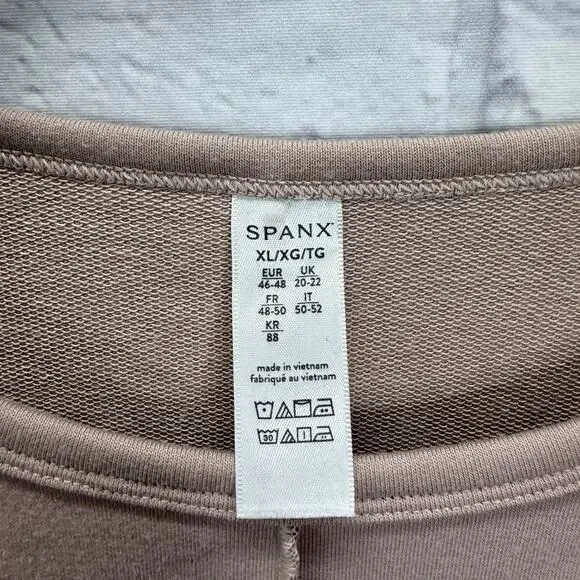 SPANX
XL/XG/TG
EUR UK
46-48 20-22
FR IT
48-50 50-52
KR
88
made in vietnam
fabriqué au vietnam
30